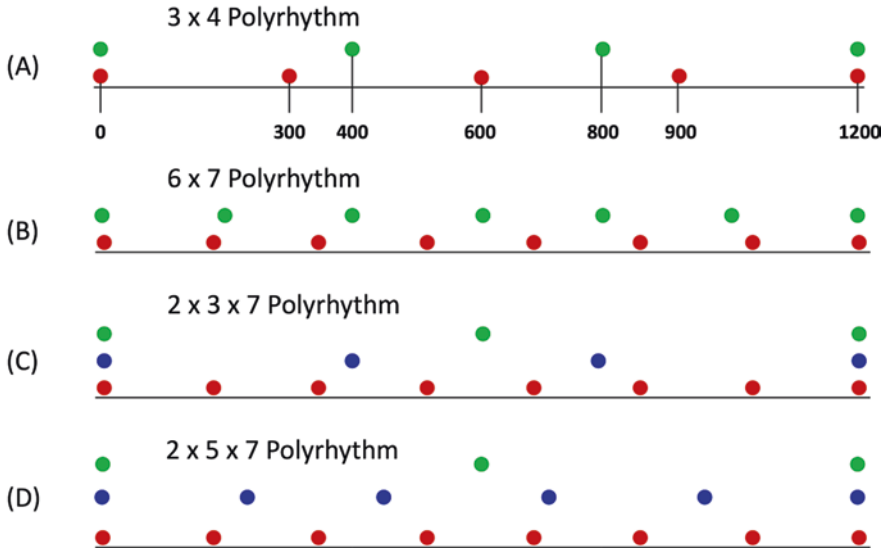 3 x 4 Polyrhythm
(A)
0 300 400 600 800 900 1200
6 x 7 Polyrhythm
(B)
2 x 3 x 7 Polyrhythm
(C)
2 x 5 x 7 Polyrhythm
(D)